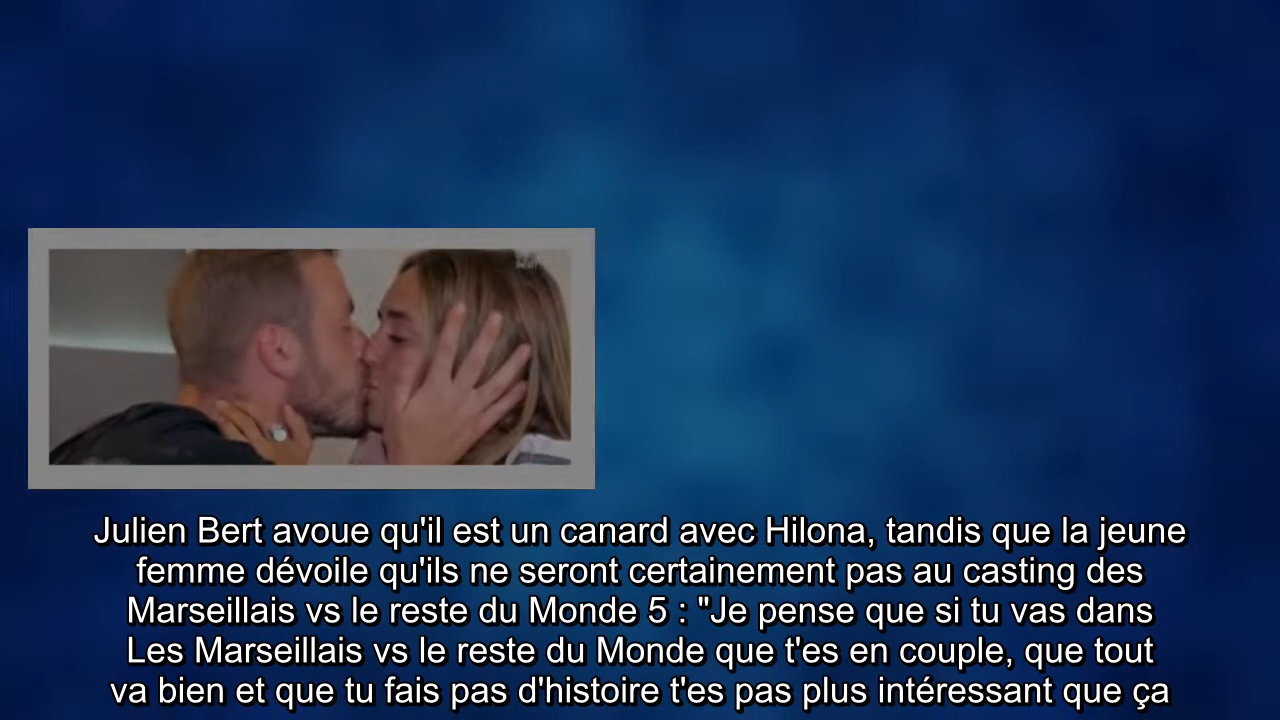 Julien Bert avoue qu'il est un canard avec Hilona, tandis que la jeune
femme dévoile qu'ils ne seront certainement pas au casting des
Marseillais vs le reste du Monde 5 : "Je pense que si tu vas dans
Les Marseillais vs le reste du Monde que t'es en couple, que tout
va bien et que tu fais pas d'histoire t'es pas plus intéressant que ça